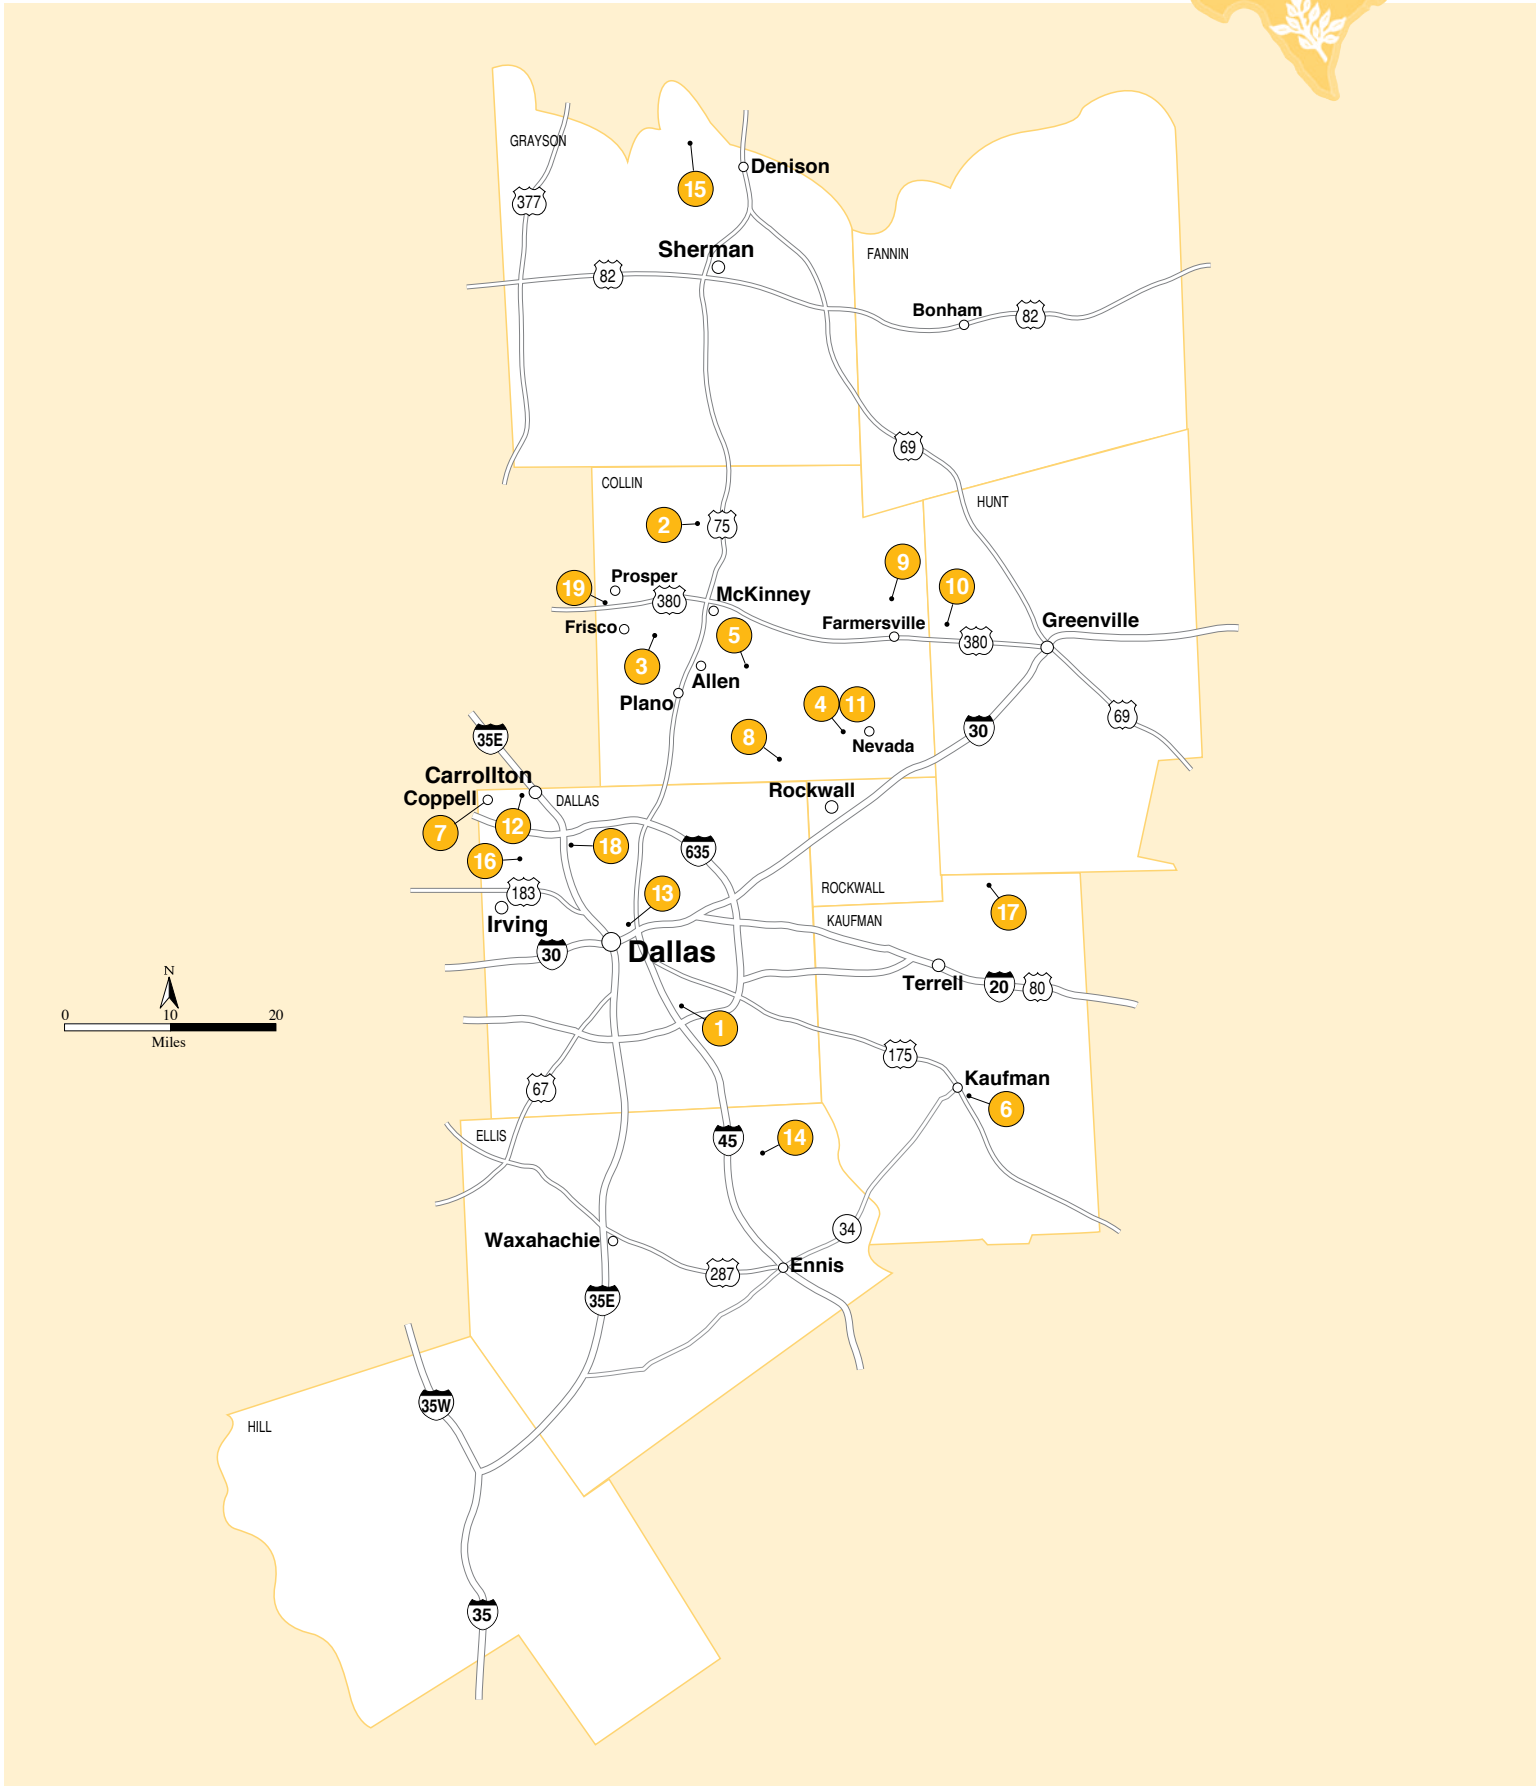 GRAYSON
Denison
15
377
Sherman
FANNIN
82
Bonham
82
69
COLLIN
HUNT
2
75
9
19
Prosper
10
380
McKinney
Frisco
5
Farmersville
Greenville
380
3
Allen
Plano
4
11
69
30
8
Nevada
35E
Carrollton
Rockwall
Coppell
DALLAS
7
12
18
635
16
ROCKWALL
183
13
17
Irving
KAUFMAN
30
Dallas
Terrell
20
80
N
0
10
20
Miles
1
175
Kaufman
67
6
ELLIS
45
14
34
Waxahachie
Ennis
287
35E
35W
HILL
35